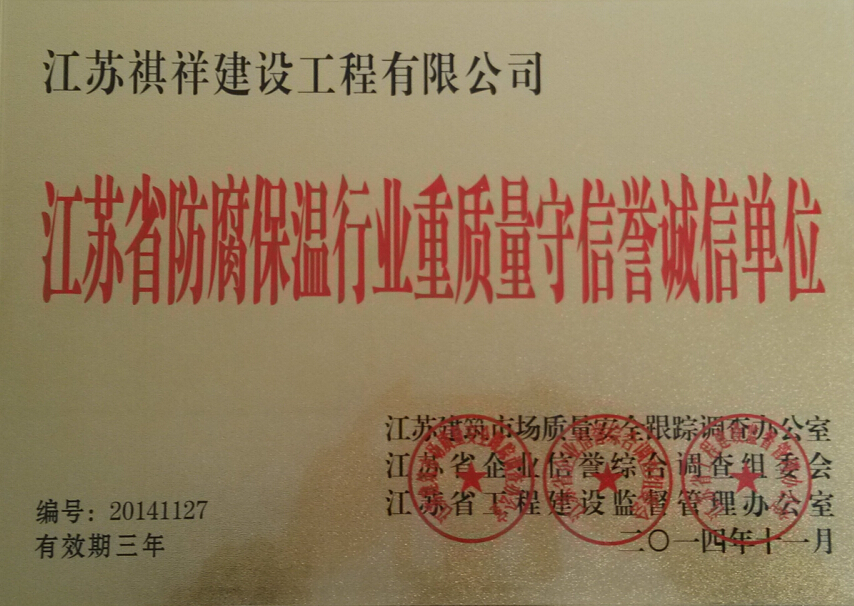 江苏祺祥建设工程有限公司
江苏省防腐保温行业重质量守信誉诚信单位
江苏建筑市场质量安全跟踪调查办公室
江苏省企业信誉综合调查组委会
江苏省工程建设监督管理办公室
编号：20141127
有效期三年
二〇一四年十一月